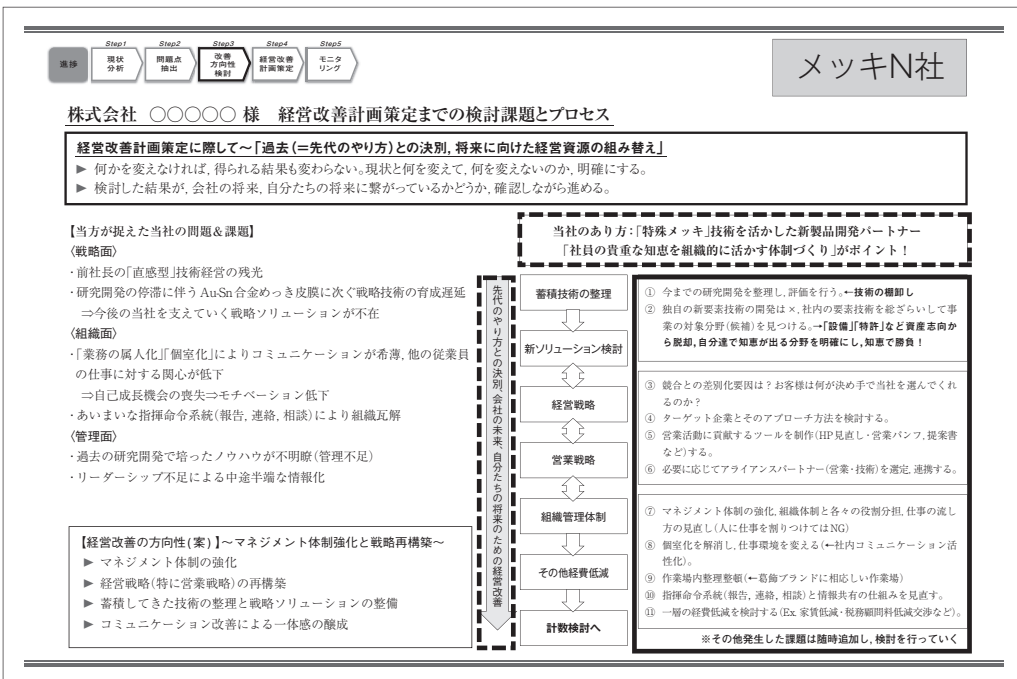 進捗
Step1
現状
分析
Step2
問題点
抽出
Step3
改善
方向性
検討
Step4
経営改善
計画策定
Step5
モニタ
リング
メッキN社
株式会社 ○○○○○ 様 経営改善計画策定までの検討課題とプロセス
経営改善計画策定に際して～「過去(=先代のやり方)との決別, 将来に向けた経営資源の組み替え」
► 何かを変えなければ, 得られる結果も変わらない。現状と何を変えて, 何を変えないのか, 明確にする。
► 検討した結果が, 会社の将来, 自分たちの将来に繋がっているかどうか, 確認しながら進める。
【当方が捉えた当社の問題＆課題】
〈戦略面〉
・前社長の「直感型」技術経営の残光
・研究開発の停滞に伴う Au-Sn 合金めっき皮膜に次ぐ戦略技術の育成遅延
⇒今後の当社を支えていく戦略ソリューションが不在
〈組織面〉
・「業務の属人化」「個室化」によりコミュニケーションが希薄, 他の従業員
の仕事に対する関心が低下
⇒自己成長機会の喪失⇒モチベーション低下
・あいまいな指揮命令系統(報告, 連絡, 相談)により組織瓦解
〈管理面〉
・過去の研究開発で培ったノウハウが不明瞭(管理不足)
・リーダーシップ不足による中途半端な情報化
【経営改善の方向性(案)】～マネジメント体制強化と戦略再構築～
► マネジメント体制の強化
► 経営戦略(特に営業戦略)の再構築
► 蓄積してきた技術の整理と戦略ソリューションの整備
► コミュニケーション改善による一体感の醸成
当社のあり方：「特殊メッキ」技術を活かした新製品開発パートナー
「社員の貴重な知恵を組織的に活かす体制づくり」がポイント！
先代のやり方との決別、会社の未来、自分たちの将来のための経営改善
蓄積技術の整理
新ソリューション検討
経営戦略
営業戦略
組織管理体制
その他経費低減
計数検討へ
① 今までの研究開発を整理し, 評価を行う。←技術の棚卸し
② 独自の新要素技術の開発は×, 社内の要素技術を総ざらいして事
業の対象分野(候補)を見つける。→「設備」「特許」など資産志向か
ら脱却, 自分達で知恵が出る分野を明確にし, 知恵で勝負！
③ 競合との差別化要因は？お客様は何が決め手で当社を選んでくれ
るのか？
④ ターゲット企業とそのアプローチ方法を検討する。
⑤ 営業活動に貢献するツールを制作(HP見直し・営業パンフ, 提案書
など)する。
⑥ 必要に応じてアライアンスパートナー(営業・技術)を選定, 連携する。
⑦ マネジメント体制の強化, 組織体制と各々の役割分担, 仕事の流し
方の見直し(人に仕事を割りつけてはNG)
⑧ 個室化を解消し, 仕事環境を変える(←社内コミュニケーション活
性化)。
⑨ 作業場内整理整頓(←葛飾ブランドに相応しい作業場)
⑩ 指揮命令系統(報告, 連絡, 相談)と情報共有の仕組みを見直す。
⑪ 一層の経費低減を検討する(Ex. 家賃低減・税務顧問料低減交渉など)。
※その他発生した課題は随時追加し, 検討を行っていく